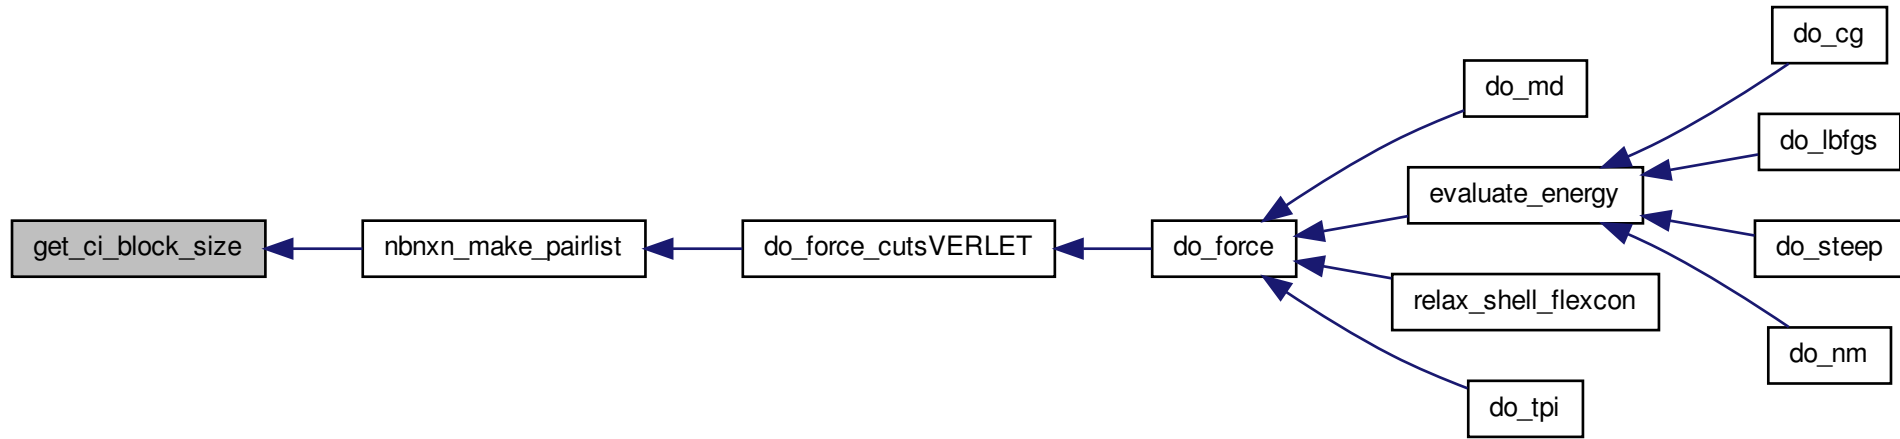 get_ci_block_size
nbnxn_make_pairlist
do_force_cutsVERLET
do_force
do_md
evaluate_energy
relax_shell_flexcon
do_tpi
do_cg
do_lbfgs
do_steep
do_nm